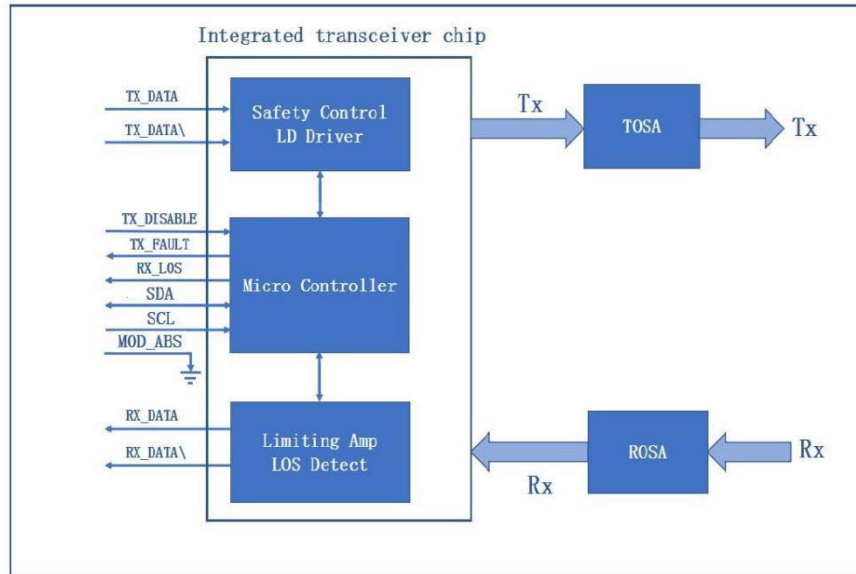 Integrated transceiver chip
TX_DATA
TX_DATA\
Safety Control
LD Driver
Tx
TOSA
Tx
TX_DISABLE
TX_FAULT
RX_LOS
SDA
SCL
MOD_ABS
Micro Controller
RX_DATA
RX_DATA\
Limiting Amp
LOS Detect
Rx
ROSA
Rx